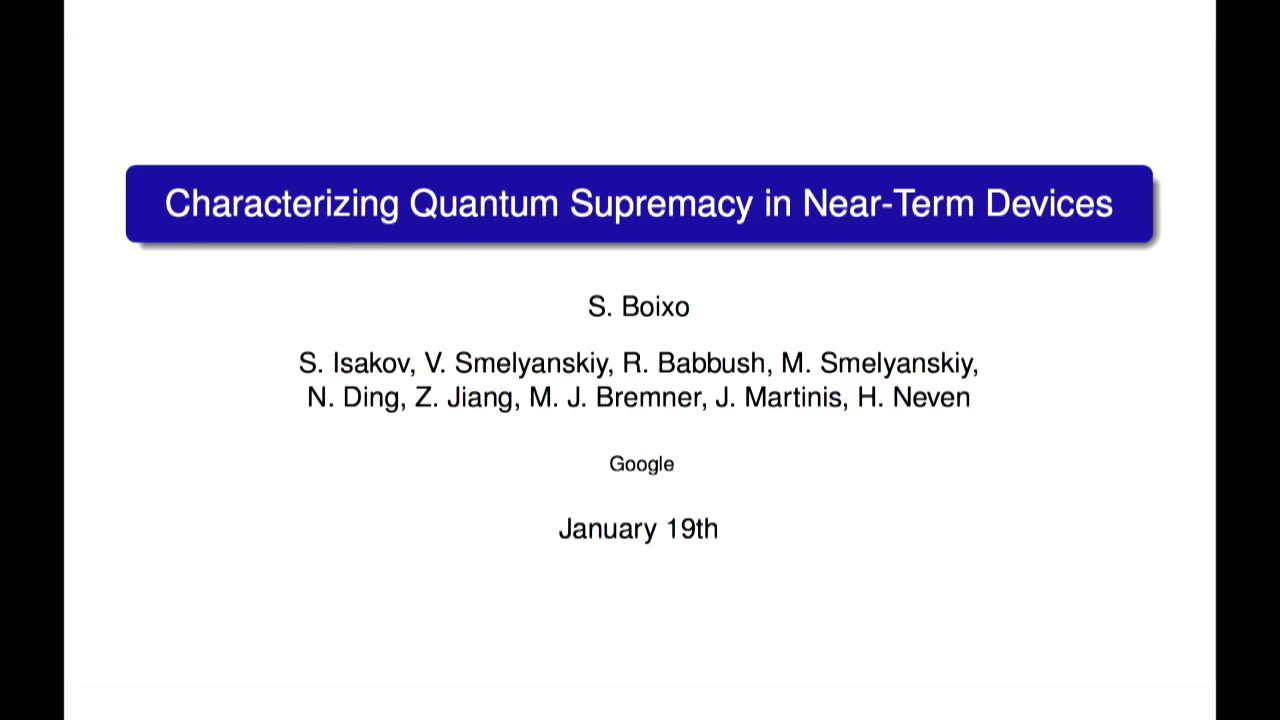 Characterizing Quantum Supremacy in Near-Term Devices
S. Boixo
S. Isakov, V. Smelyanskiy, R. Babbush, M. Smelyanskiy,
N. Ding, Z. Jiang, M. J. Bremner, J. Martinis, H. Neven
Google
January 19th